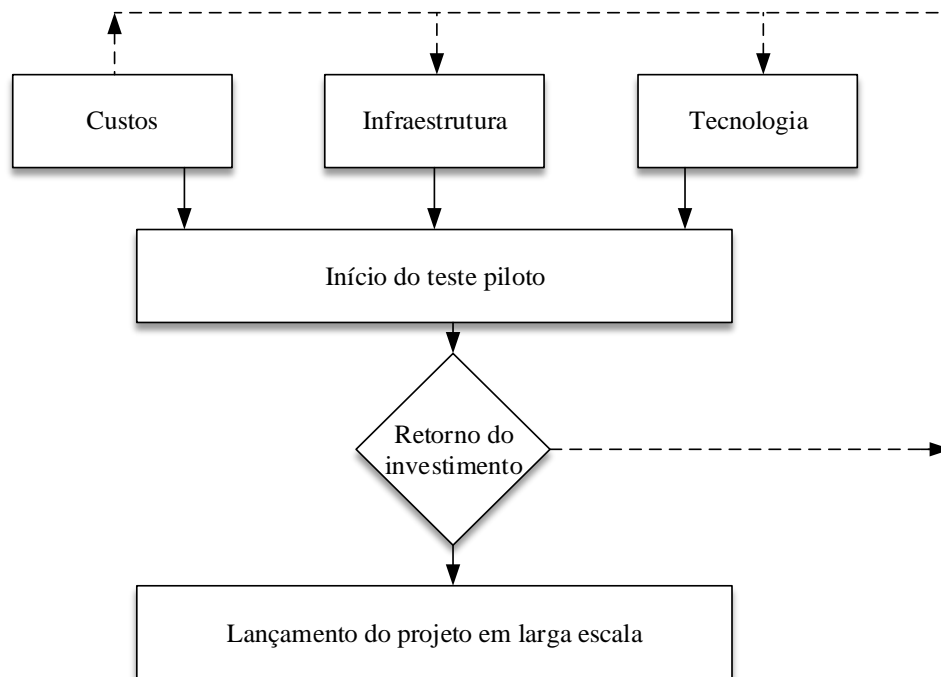 Custos
Infraestrutura
Tecnologia
Início do teste piloto
Retorno do
investimento
Lançamento do projeto em larga escala